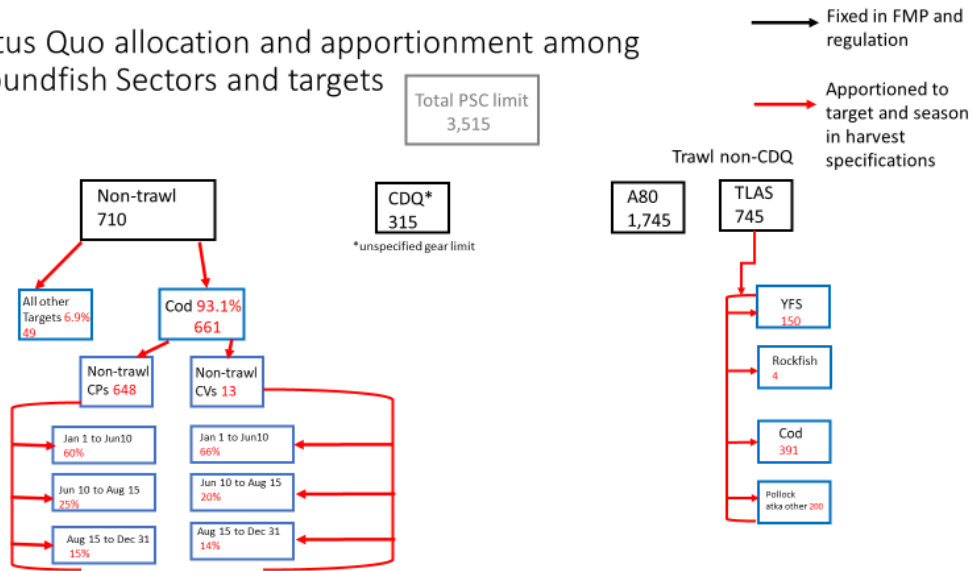 tus Quo allocation and apportionment among
oundfish Sectors and targets
Fixed in FMP and
regulation
Apportioned to
target and season
in harvest
specifications
Total PSC limit
3,515
Trawl non-CDQ
Non-trawl
710
CDQ*
315
*unspecified gear limit
A80
1,745
TLAS
745
All other
Targets 6.9%
49
Cod 93.1%
661
Non-trawl
CPs 648
Non-trawl
CVs 13
Jan 1 to Jun10
60%
Jun 10 to Aug 15
25%
Aug 15 to Dec 31
15%
Jan 1 to Jun10
66%
Jun 10 to Aug 15
20%
Aug 15 to Dec 31
14%
YFS
150
Rockfish
4
Cod
391
Pollock
atka other 200